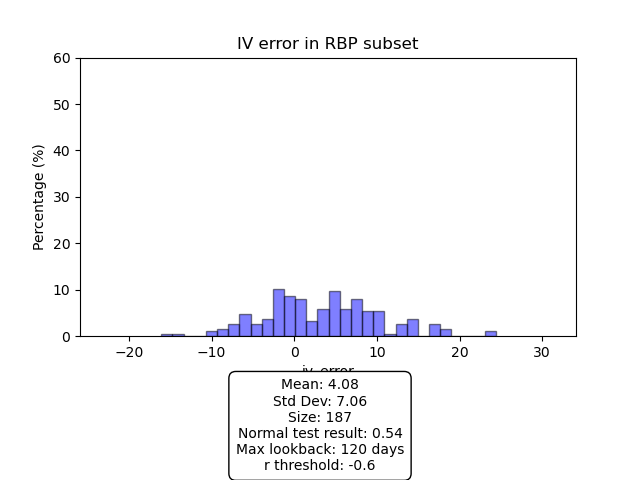 IV error in RBP subset
60
50
40
30
20
10
0
Percentage (%)
−20 −10 0 10 20 30
iv_error
Mean: 4.08
Std Dev: 7.06
Size: 187
Normal test result: 0.54
Max lookback: 120 days
r threshold: -0.6